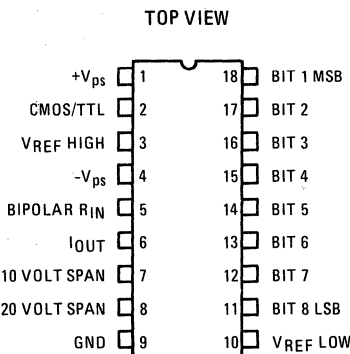 TOP VIEW
+Vps 1 18 BIT 1 MSB
CMOS/TTL 2 17 BIT 2
VREF HIGH 3 16 BIT 3
-Vps 4 15 BIT 4
BIPOLAR RIN 5 14 BIT 5
IOUT 6 13 BIT 6
10 VOLT SPAN 7 12 BIT 7
20 VOLT SPAN 8 11 BIT 8 LSB
GND 9 10 VREF LOW